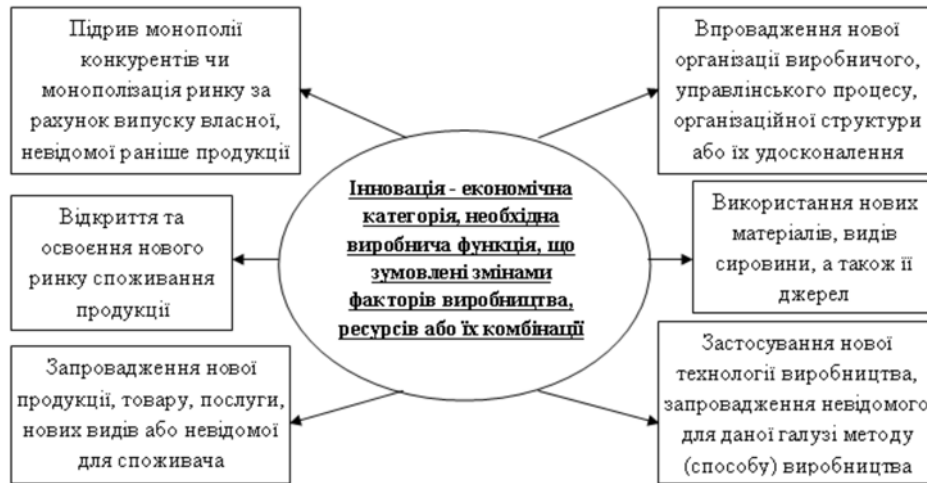 Підрив монополії
конкурентів чи
монополізація ринку за
рахунок випуску власної,
невідомої раніше продукції
Впровадження нової
організації виробничого,
управлінського процесу,
організаційної структури
або їх удосконалення
Інновація - економічна
категорія, необхідна
виробнича функція, що
зумовлені змінами
факторів виробництва,
ресурсів або їх комбінації
Відкриття та
освоєння нового
ринку споживання
продукції
Використання нових
матеріалів, видів
сировини, а також її
джерел
Запровадження нової
продукції, товару, послуги,
нових видів або невідомої
для споживача
Застосування нової
технології виробництва,
запровадження невідомого
для даної галузі методу
(способу) виробництва